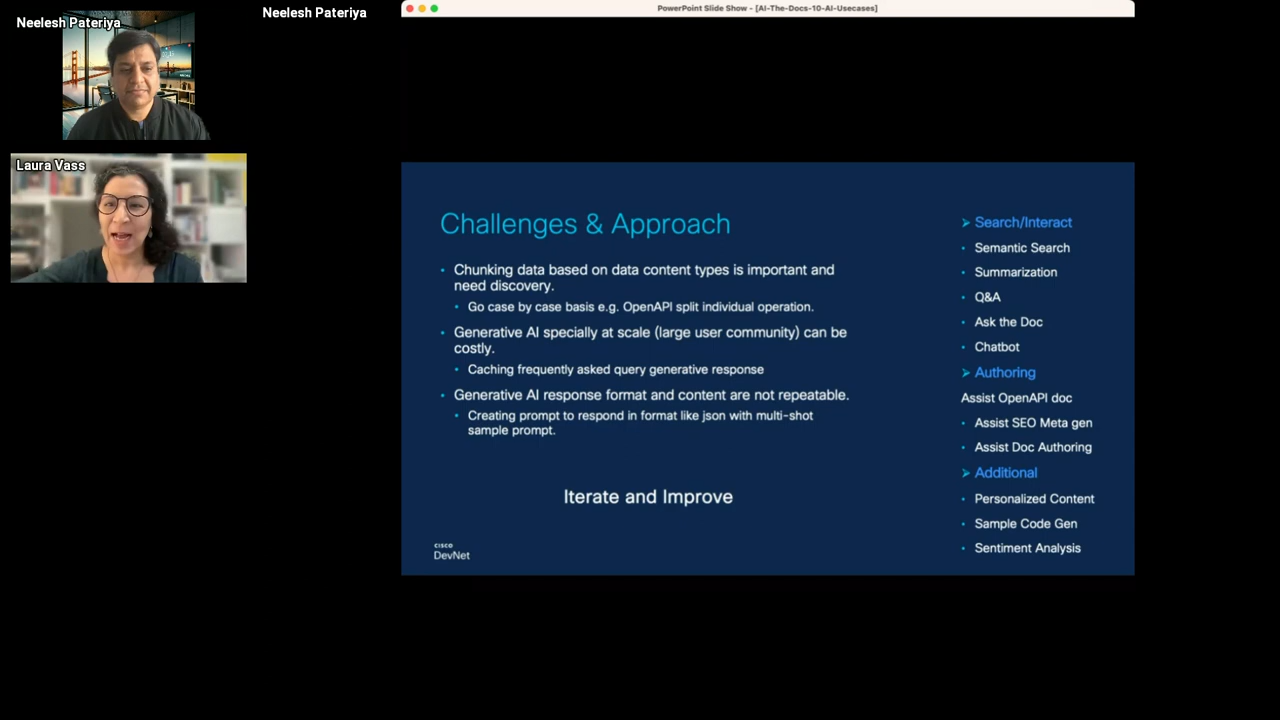 Neelesh Pateriya
Neelesh Pateriya
Laura Vass
PowerPoint Slide Show - [AI-The-Docs-10-AI-Usecases]
Challenges & Approach
• Chunking data based on data content types is important and
need discovery.
• Go case by case basis e.g. OpenAPI split individual operation.
• Generative AI specially at scale (large user community) can be
costly.
• Caching frequently asked query generative response
• Generative AI response format and content are not repeatable.
• Creating prompt to respond in format like json with multi-shot
sample prompt.
Iterate and Improve
CISCO
DevNet
➢ Search/Interact
• Semantic Search
• Summarization
• Q&A
• Ask the Doc
• Chatbot
➢ Authoring
Assist OpenAPI doc
• Assist SEO Meta gen
• Assist Doc Authoring
➢ Additional
• Personalized Content
• Sample Code Gen
• Sentiment Analysis